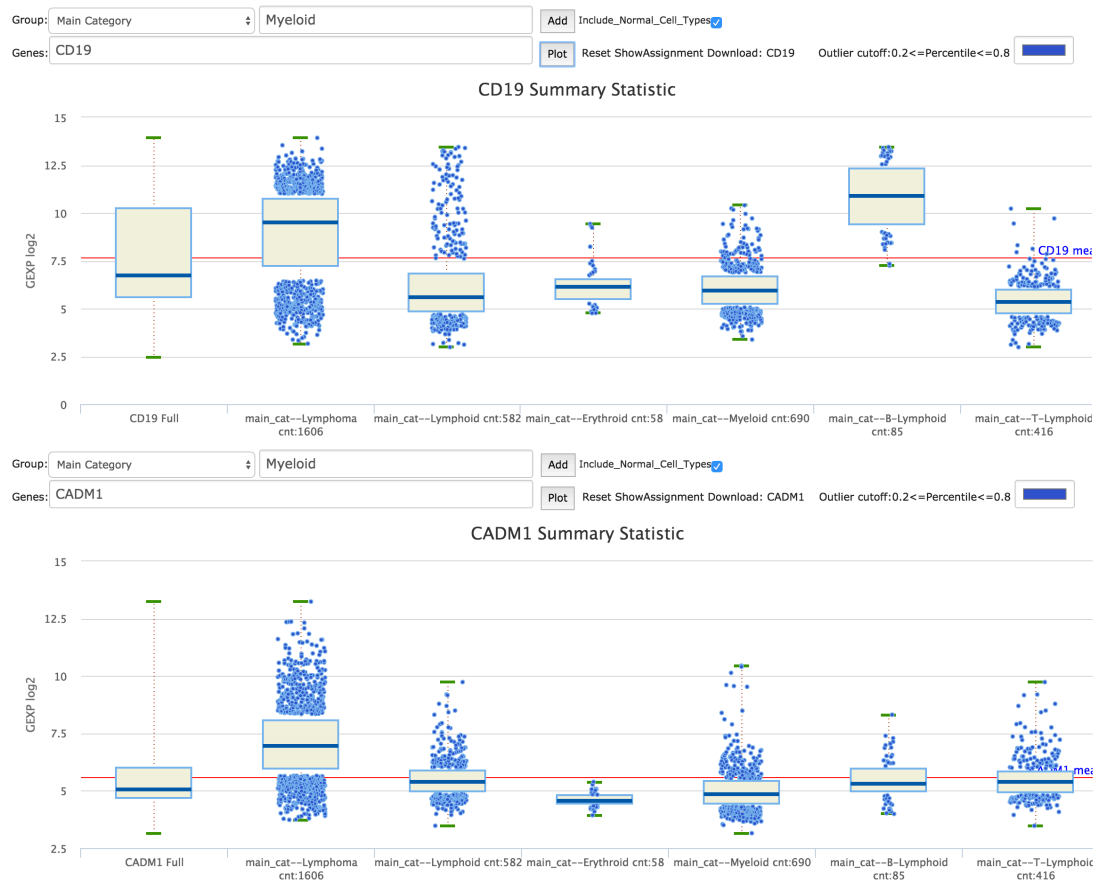 Group: Main Category Myeloid Add Include_Normal_Cell_Types
Genes: CD19 Plot Reset ShowAssignment Download: CD19 Outlier cutoff:0.2<=Percentile<=0.8
CD19 Summary Statistic
15
12.5
10
7.5
5
2.5
0
GEXP log2
CD19 mea
CD19 Full
main_cat--Lymphoma
cnt:1606
main_cat--Lymphoid cnt:582
main_cat--Erythroid cnt:58
main_cat--Myeloid cnt:690
main_cat--B-Lymphoid
cnt:85
main_cat--T-Lymphoid
cnt:416
Group: Main Category Myeloid Add Include_Normal_Cell_Types
Genes: CADM1 Plot Reset ShowAssignment Download: CADM1 Outlier cutoff:0.2<=Percentile<=0.8
CADM1 Summary Statistic
15
12.5
10
7.5
5
2.5
GEXP log2
CADM1 mea
CADM1 Full
main_cat--Lymphoma
cnt:1606
main_cat--Lymphoid cnt:582
main_cat--Erythroid cnt:58
main_cat--Myeloid cnt:690
main_cat--B-Lymphoid
cnt:85
main_cat--T-Lymphoid
cnt:416